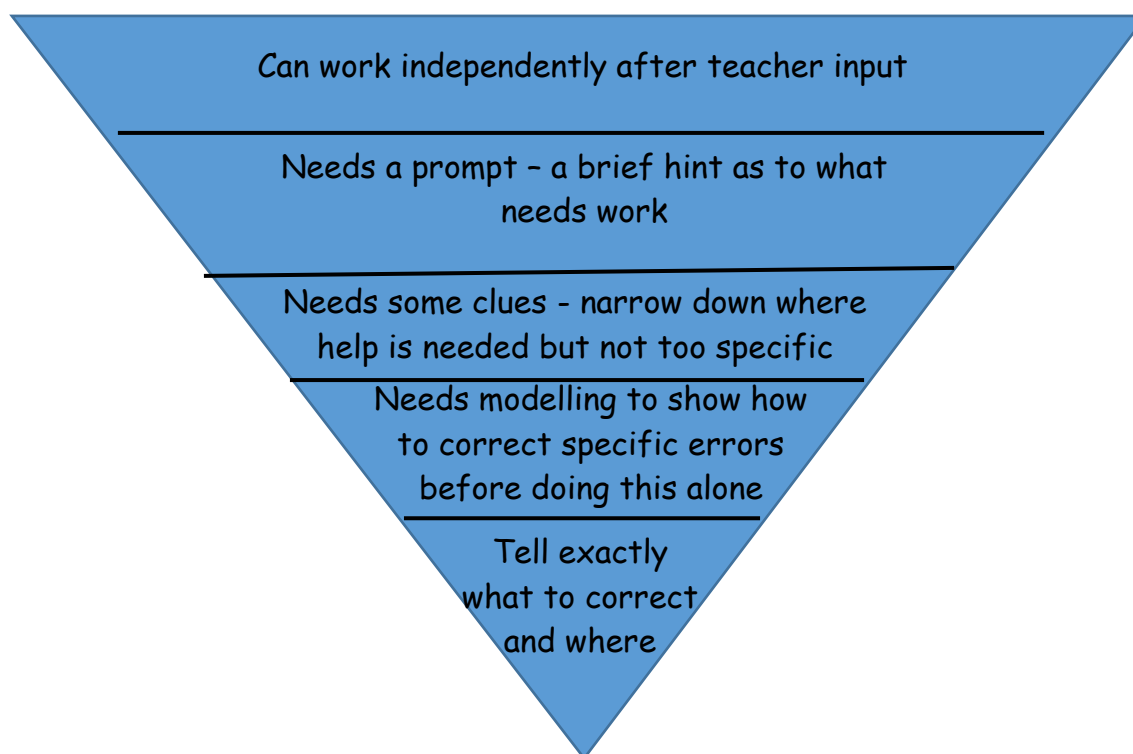 Can work independently after teacher input
Needs a prompt – a brief hint as to what
needs work
Needs some clues - narrow down where
help is needed but not too specific
Needs modelling to show how
to correct specific errors
before doing this alone
Tell exactly
what to correct
and where